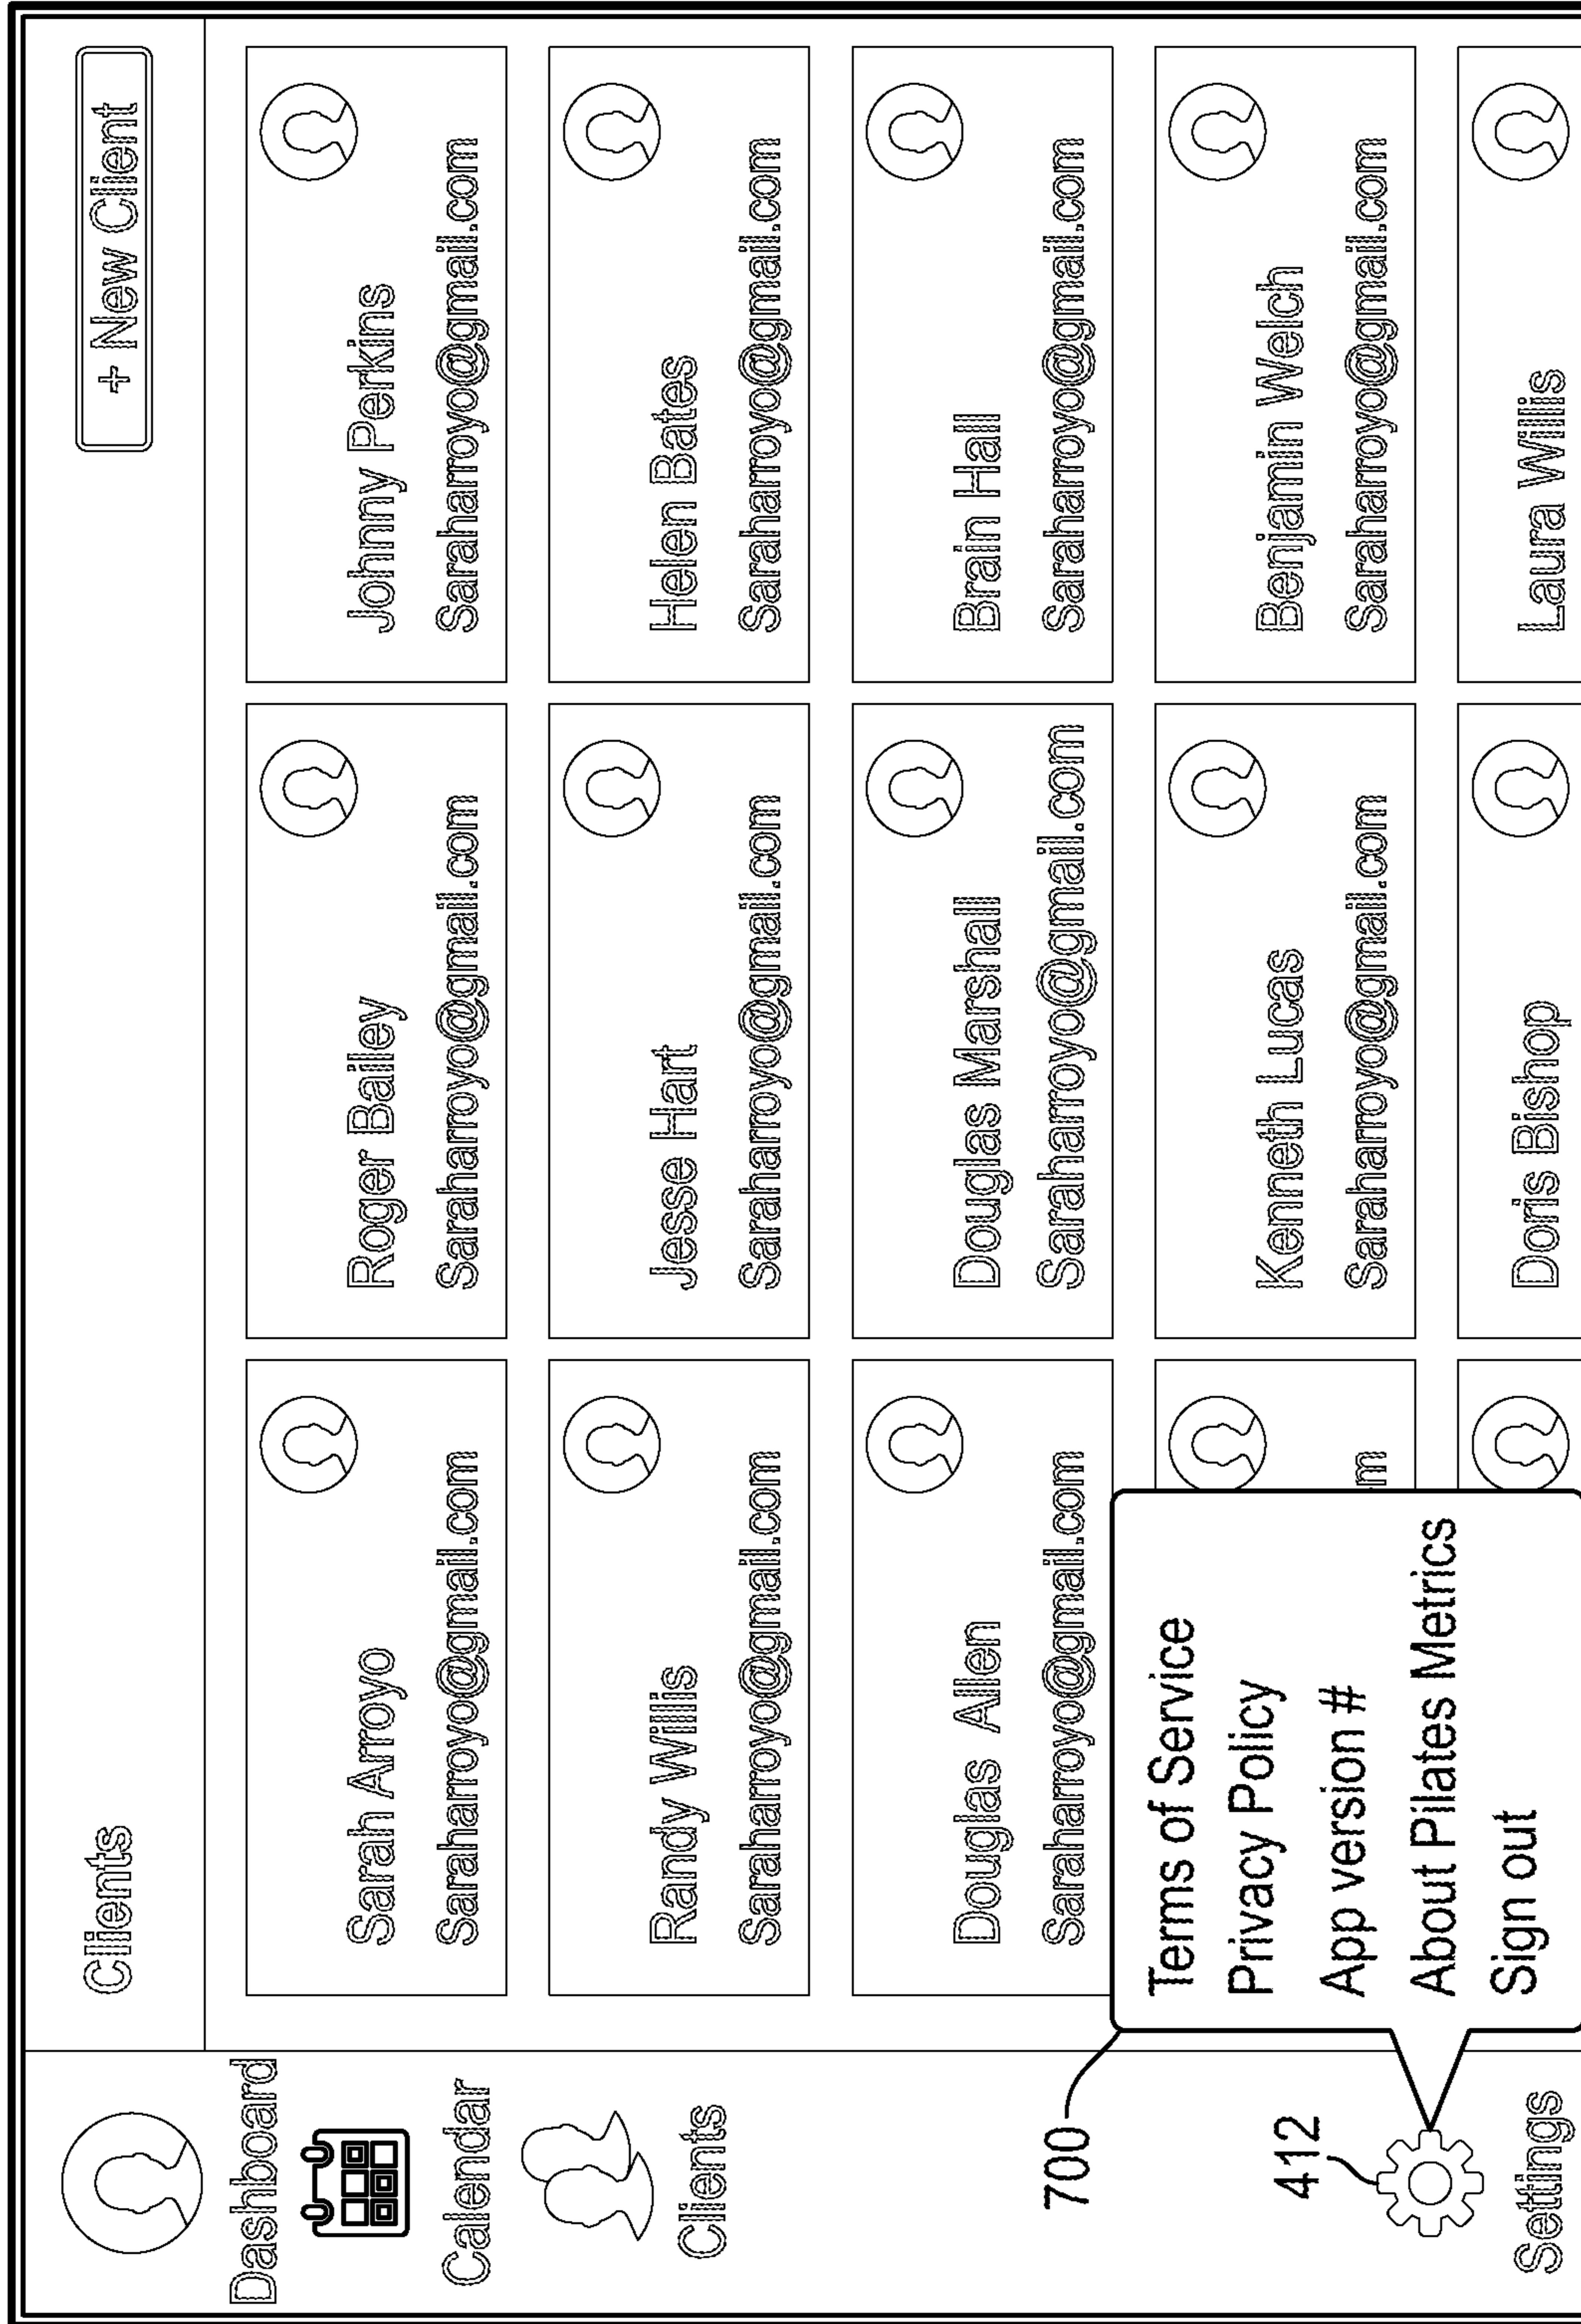 Dashboard
Calendar
Clients
700
412
Settings
Clients
+ New Client
Sarah Arroyo
Saraharroyo@gmail.com
Roger Bailey
Saraharroyo@gmail.com
Johnny Perkins
Saraharroyo@gmail.com
Randy Willis
Saraharroyo@gmail.com
Jesse Hart
Saraharroyo@gmail.com
Helen Bates
Saraharroyo@gmail.com
Douglas Allen
Saraharroyo@gmail.com
Douglas Marshall
Saraharroyo@gmail.com
Brain Hall
Saraharroyo@gmail.com
m
Kenneth Lucas
Saraharroyo@gmail.com
Benjamin Welch
Saraharroyo@gmail.com
Doris Bishop
Laura Willis
Terms of Service
Privacy Policy
App version #
About Pilates Metrics
Sign out